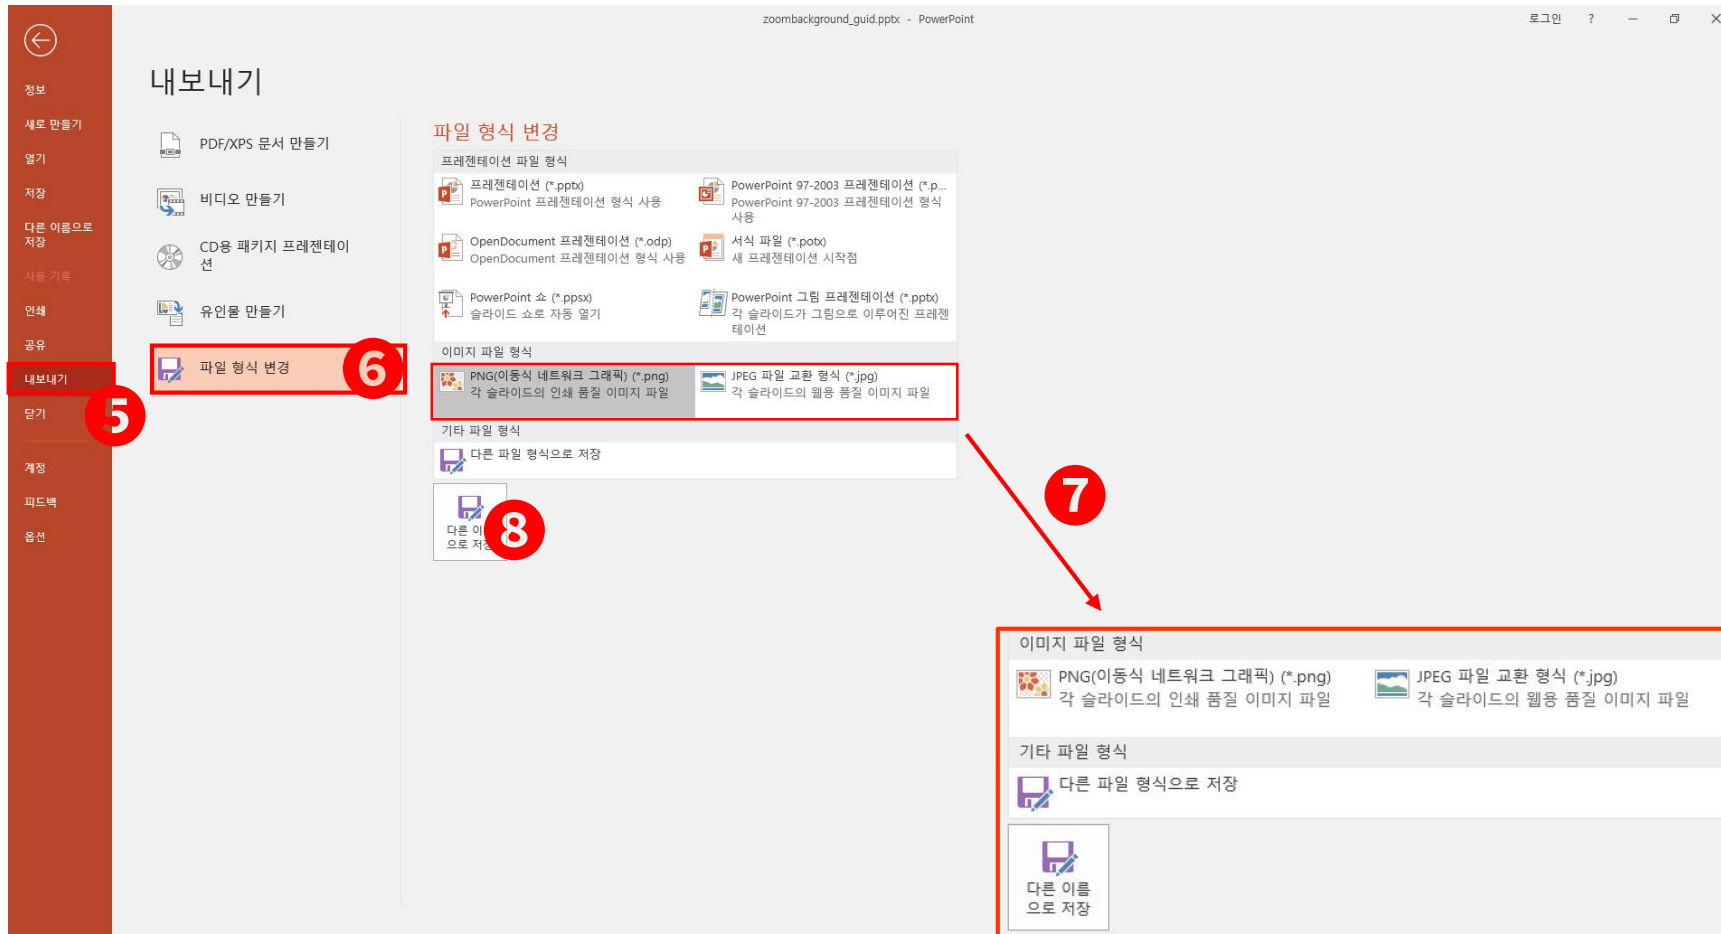 zoombackground_guid.pptx - PowerPoint
로그인 ?
정보
새로 만들기
열기
저장
다른 이름으로
저장
사용 기록
인쇄
공유
내보내기
닫기
계정
피드백
옵션
5
내보내기
PDF/XPS 문서 만들기
비디오 만들기
CD용 패키지 프레젠테이
션
유인물 만들기
파일 형식 변경
6
파일 형식 변경
프레젠테이션 파일 형식
프레젠테이션 (*.pptx)
PowerPoint 프레젠테이션 형식 사용
PowerPoint 97-2003 프레젠테이션 (*.p...
PowerPoint 97-2003 프레젠테이션 형식
사용
OpenDocument 프레젠테이션 (*.odp)
OpenDocument 프레젠테이션 형식 사용
서식 파일 (*.potx)
새 프레젠테이션 시작점
PowerPoint 쇼 (*.ppsx)
슬라이드 쇼로 자동 열기
PowerPoint 그림 프레젠테이션 (*.pptx)
각 슬라이드가 그림으로 이루어진 프레젠
테이션
이미지 파일 형식
PNG(이동식 네트워크 그래픽) (*.png)
각 슬라이드의 인쇄 품질 이미지 파일
JPEG 파일 교환 형식 (*.jpg)
각 슬라이드의 웹용 품질 이미지 파일
기타 파일 형식
다른 파일 형식으로 저장
다른 이
으로 저장
8
7
이미지 파일 형식
PNG(이동식 네트워크 그래픽) (*.png)
각 슬라이드의 인쇄 품질 이미지 파일
JPEG 파일 교환 형식 (*.jpg)
각 슬라이드의 웹용 품질 이미지 파일
기타 파일 형식
다른 파일 형식으로 저장
다른 이름
으로 저장